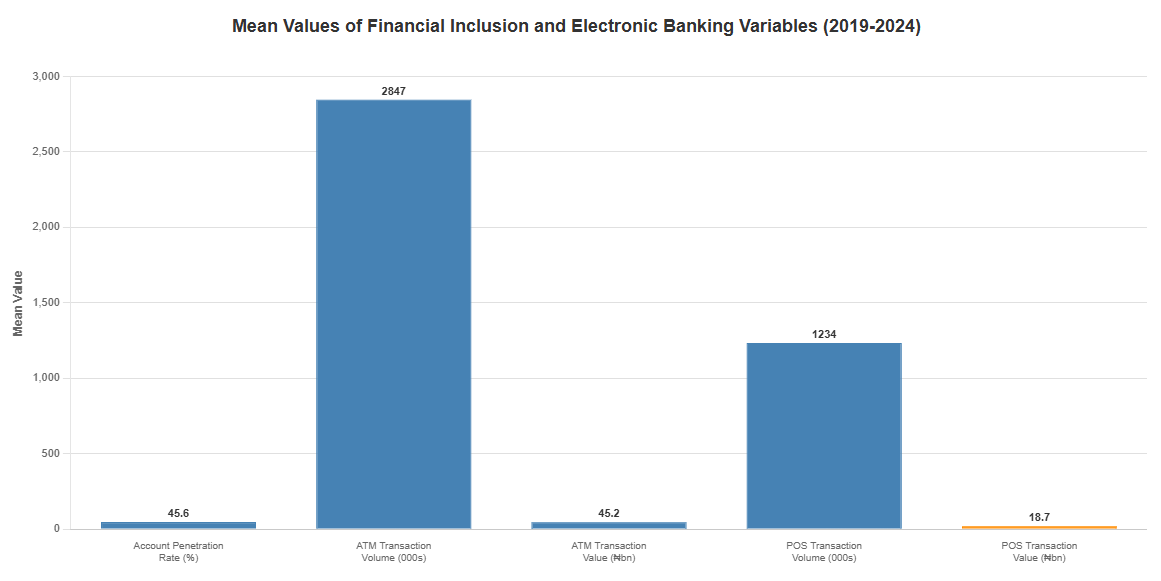 Mean Values of Financial Inclusion and Electronic Banking Variables (2019-2024)
3,000
2,500
2,000
1,500
1,000
500
0
Mean Value
2847
1234
45.6
45.2
18.7
Account Penetration
Rate (%)
ATM Transaction
Volume (000s)
ATM Transaction
Value (₦bn)
POS Transaction
Volume (000s)
POS Transaction
Value (₦bn)